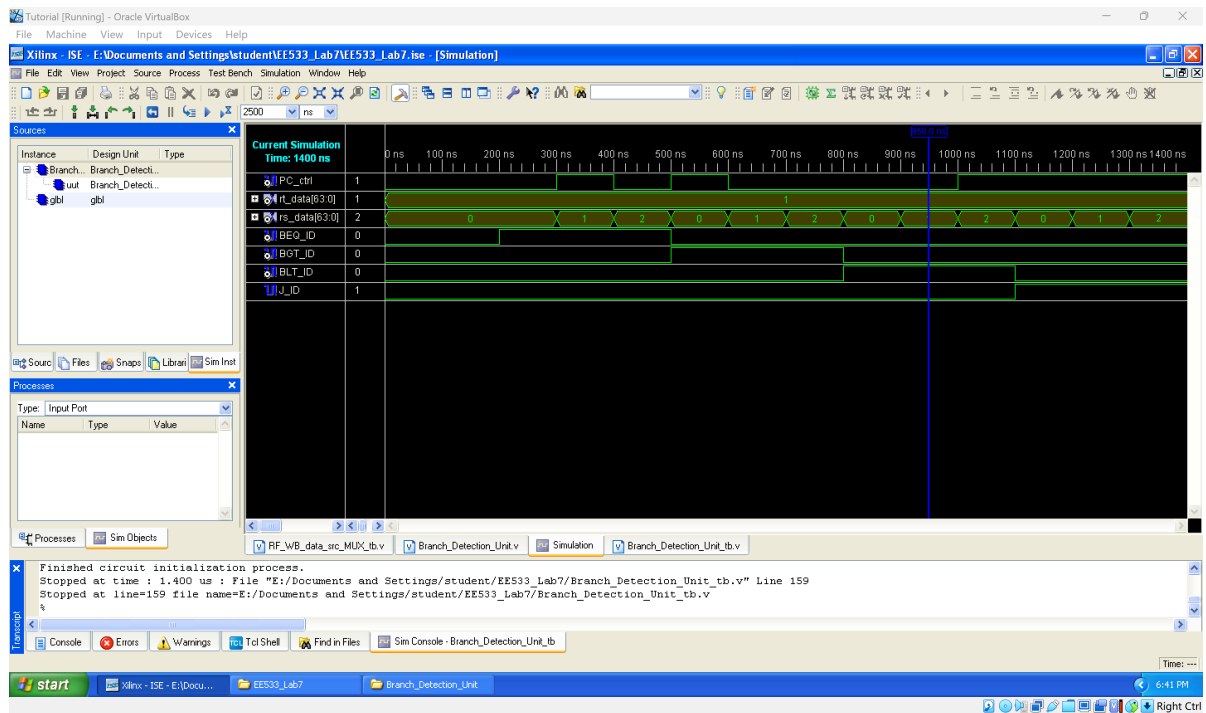 Tutorial [Running] - Oracle VirtualBox
File Machine View Input Devices Help
Xilinx - ISE - E:\Documents and Settings\student\EE533_Lab7\EE533_Lab7.ise - [Simulation]
File Edit View Project Source Process Test Bench Simulation Window Help
2500 ns
Sources
Instance Design Unit Type
Branch... Branch_Detecti...
uut Branch_Detecti...
glbl glbl
Sourc Files Snaps Librari Sim Inst
Processes
Type: Input Port
Name Type Value
Processes Sim Objects
950.0 ns
Current Simulation
Time: 1400 ns
0 ns 100 ns 200 ns 300 ns 400 ns 500 ns 600 ns 700 ns 800 ns 900 ns 1000 ns 1100 ns 1200 ns 1300 ns 1400 ns
PC_ctrl 1
rt_data[63:0] 1 1
rs_data[63:0] 2 0 1 2 0 1 2 0 2 0 1 2
BEQ_ID 0
BGT_ID 0
BLT_ID 0
J_ID 1
RF_WB_data_src_MUX_tb.v Branch_Detection_Unit.v Simulation Branch_Detection_Unit_tb.v
Finished circuit initialization process.
Stopped at time : 1.400 us : File "E:/Documents and Settings/student/EE533_Lab7/Branch_Detection_Unit_tb.v" Line 159
Stopped at line=159 file name=E:/Documents and Settings/student/EE533_Lab7/Branch_Detection_Unit_tb.v
%
Transcript
Console Errors Warnings TCL Tcl Shell Find in Files Sim Console - Branch_Detection_Unit_tb
Time: ---
start Xilinx - ISE - E:\Docu... EE533_Lab7 Branch_Detection_Unit 6:41 PM
Right Ctrl